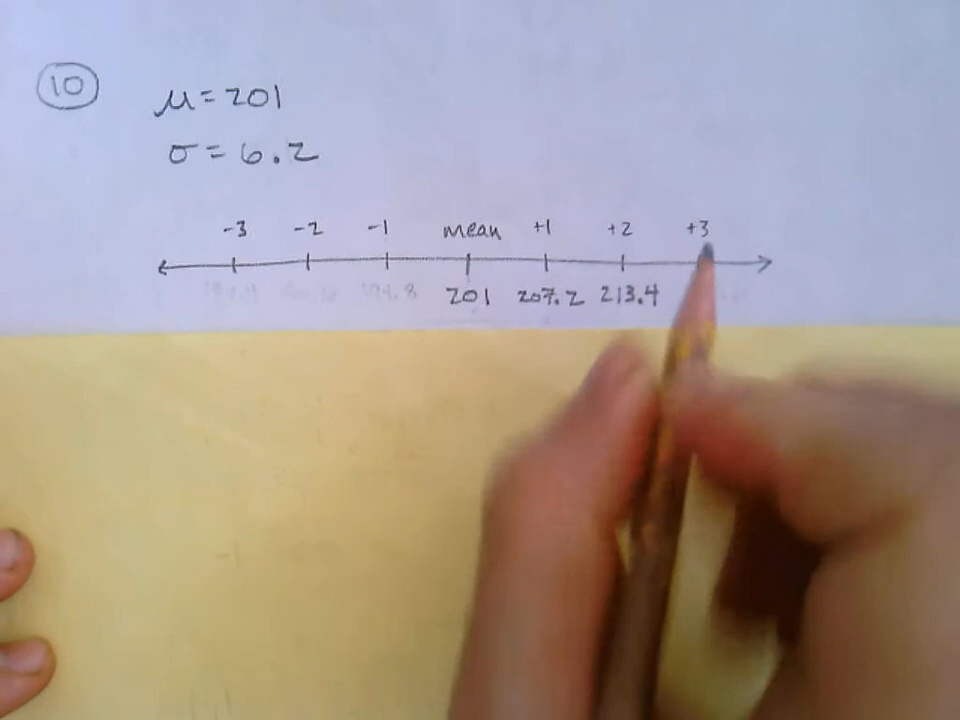 10
μ = 201
σ = 6.2
-3 -2 -1 mean +1 +2 +3
201 207.2 213.4